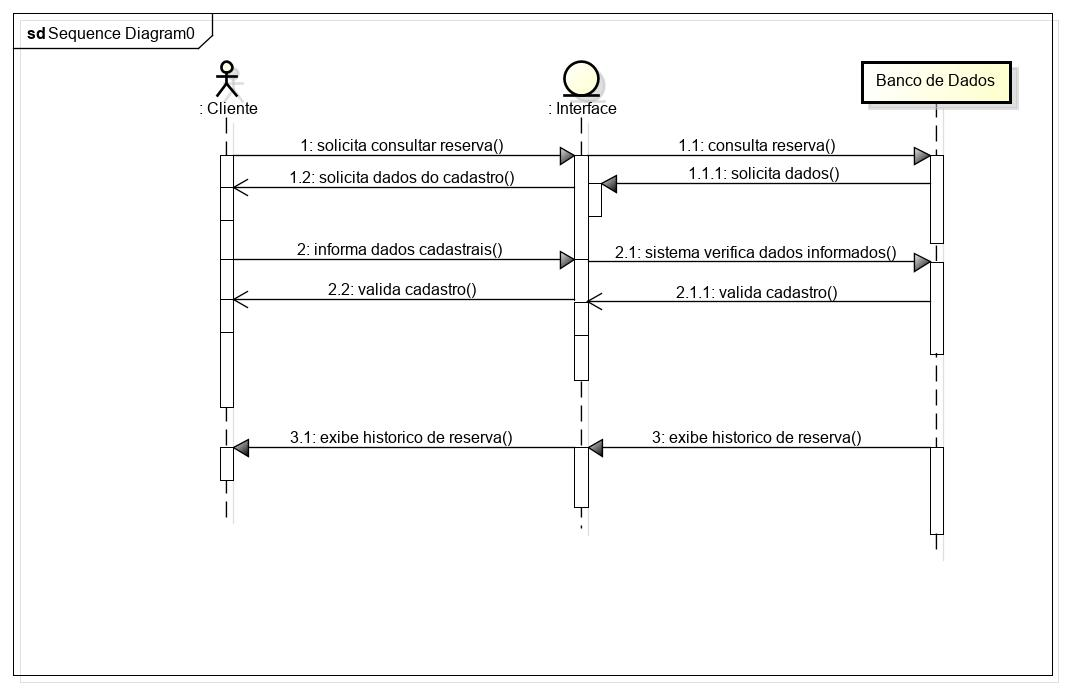 sd Sequence Diagram0
: Cliente
: Interface
Banco de Dados
1: solicita consultar reserva()
1.1: consulta reserva()
1.2: solicita dados do cadastro()
1.1.1: solicita dados()
2: informa dados cadastrais()
2.1: sistema verifica dados informados()
2.2: valida cadastro()
2.1.1: valida cadastro()
3.1: exibe historico de reserva()
3: exibe historico de reserva()